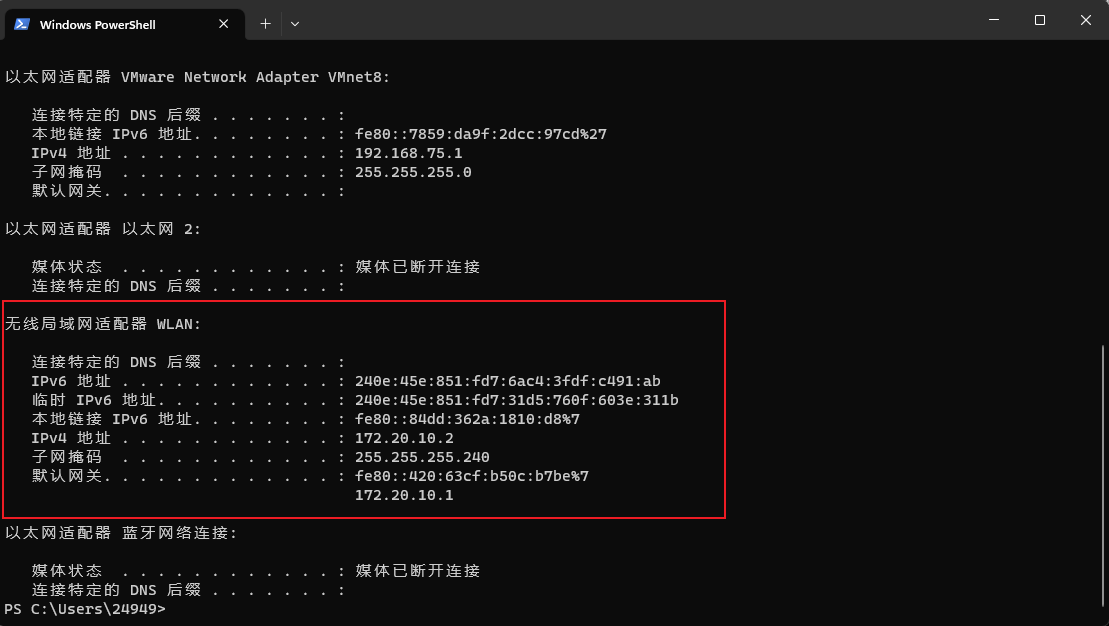 Windows PowerShell
以太网适配器 VMware Network Adapter VMnet8:
连接特定的 DNS 后缀 . . . . . . . :
本地链接 IPv6 地址. . . . . . . . : fe80::7859:da9f:2dcc:97cd%27
IPv4 地址 . . . . . . . . . . . . : 192.168.75.1
子网掩码  . . . . . . . . . . . . : 255.255.255.0
默认网关. . . . . . . . . . . . . :
以太网适配器 以太网 2:
媒体状态  . . . . . . . . . . . . : 媒体已断开连接
连接特定的 DNS 后缀 . . . . . . . :
无线局域网适配器 WLAN:
连接特定的 DNS 后缀 . . . . . . . :
IPv6 地址 . . . . . . . . . . . . : 240e:45e:851:fd7:6ac4:3fdf:c491:ab
临时 IPv6 地址. . . . . . . . . . : 240e:45e:851:fd7:31d5:760f:603e:311b
本地链接 IPv6 地址. . . . . . . . : fe80::84dd:362a:1810:d8%7
IPv4 地址 . . . . . . . . . . . . : 172.20.10.2
子网掩码  . . . . . . . . . . . . : 255.255.255.240
默认网关. . . . . . . . . . . . . : fe80::420:63cf:b50c:b7be%7
172.20.10.1
以太网适配器 蓝牙网络连接:
媒体状态  . . . . . . . . . . . . : 媒体已断开连接
连接特定的 DNS 后缀 . . . . . . . :
PS C:\Users\24949>